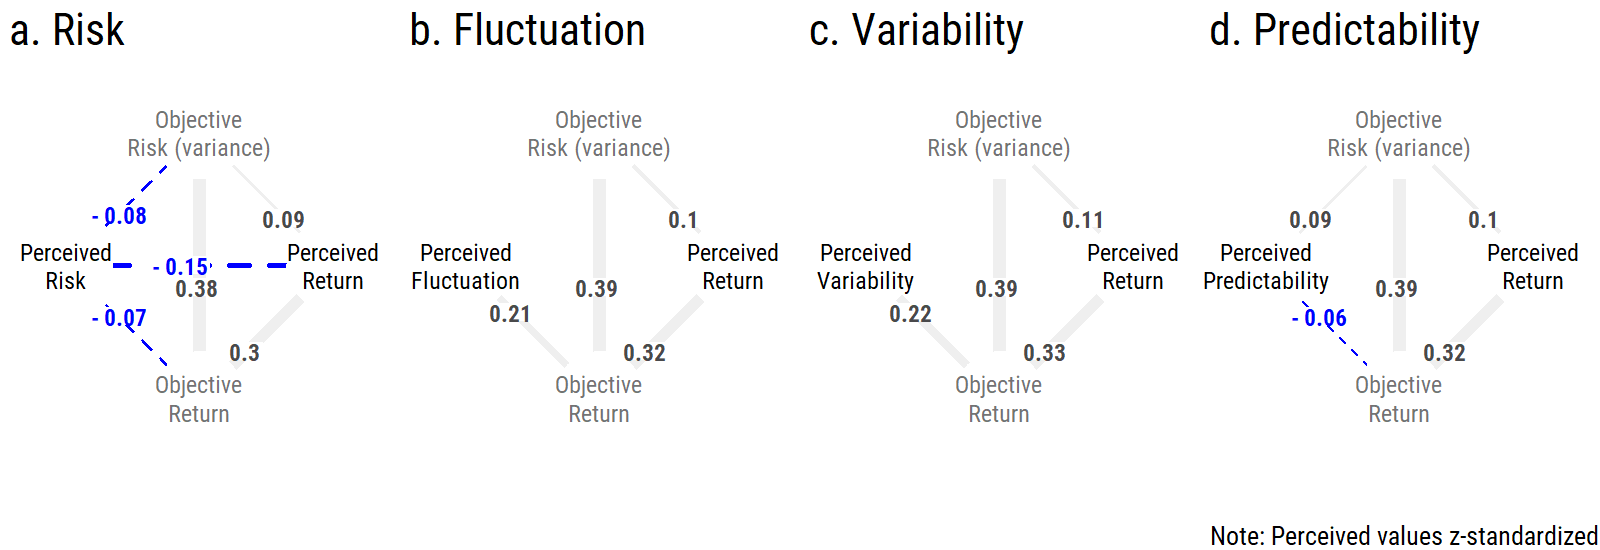 a. Risk
Objective
Risk (variance)
- 0.08
0.09
Perceived
Risk
- 0.15
0.38
Perceived
Return
- 0.07
0.3
Objective
Return
b. Fluctuation
Objective
Risk (variance)
0.1
Perceived
Fluctuation
0.39
Perceived
Return
0.21
0.32
Objective
Return
c. Variability
Objective
Risk (variance)
0.11
Perceived
Variability
0.39
Perceived
Return
0.22
0.33
Objective
Return
d. Predictability
Objective
Risk (variance)
0.09
0.1
Perceived
Predictability
0.39
Perceived
Return
- 0.06
0.32
Objective
Return
Note: Perceived values z-standardized